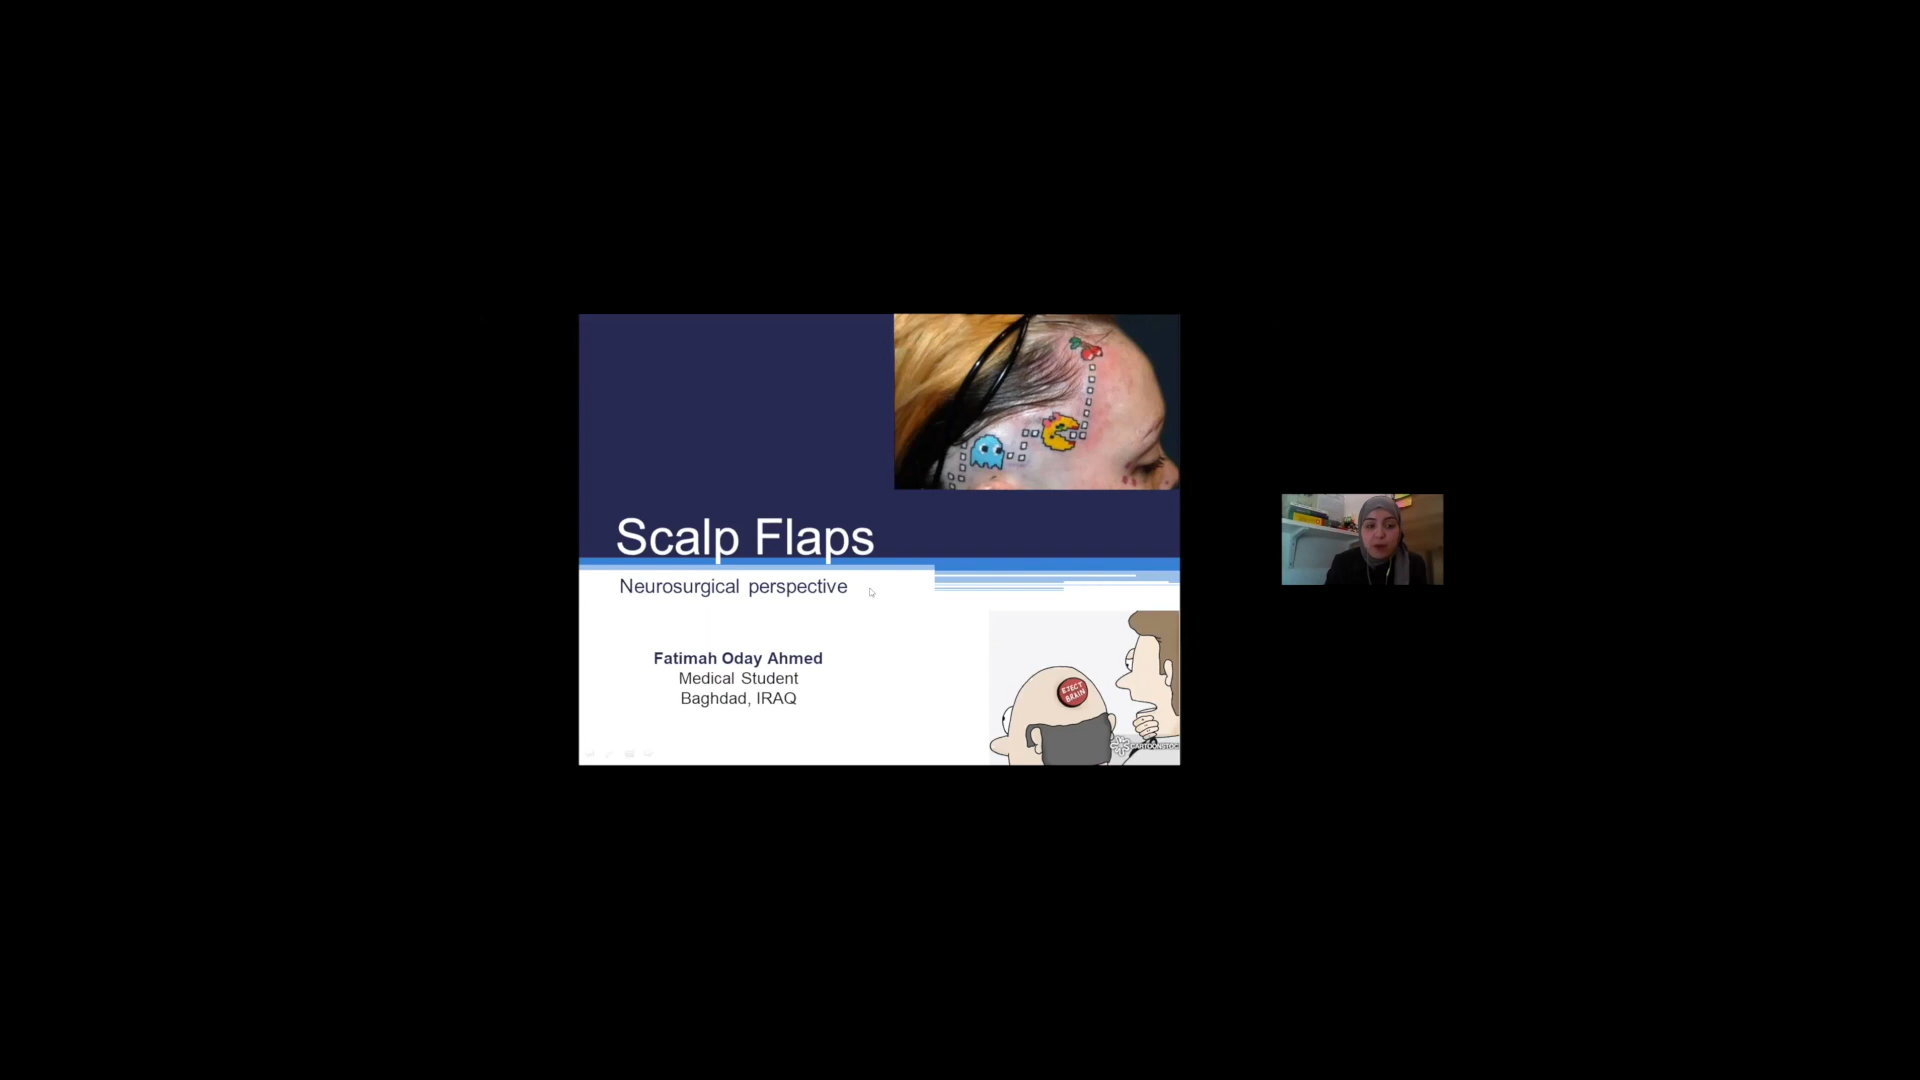 Scalp Flaps
Neurosurgical perspective
Fatimah Oday Ahmed
Medical Student
Baghdad, IRAQ
EJECT
BRAIN